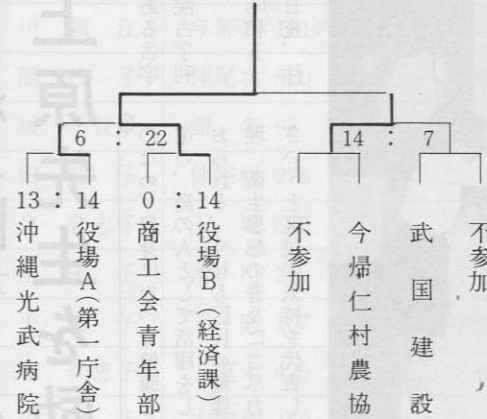 6 : 22
14 : 7
13 : 14
0 : 14
沖縄光武病院
役場A(第一庁舎)
商工会青年部
役場B(経済課)
不参加
今帰仁村農協
武国建設
不参加